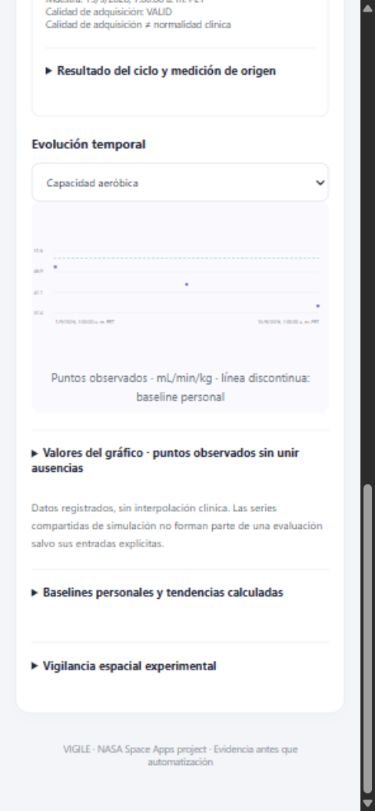 Calidad de adquisición: VALID
Calidad de adquisición ≠ normalidad clínica
▶ Resultado del ciclo y medición de origen
Evolución temporal
Capacidad aeróbica
Puntos observados · mL/min/kg · línea discontinua:
baseline personal
▶ Valores del gráfico · puntos observados sin unir
ausencias
Datos registrados, sin interpolación clínica. Las series
compartidas de simulación no forman parte de una evaluación
salvo sus entradas explícitas.
▶ Baselines personales y tendencias calculadas
▶ Vigilancia espacial experimental
VIGILE · NASA Space Apps project · Evidencia antes que
automatización